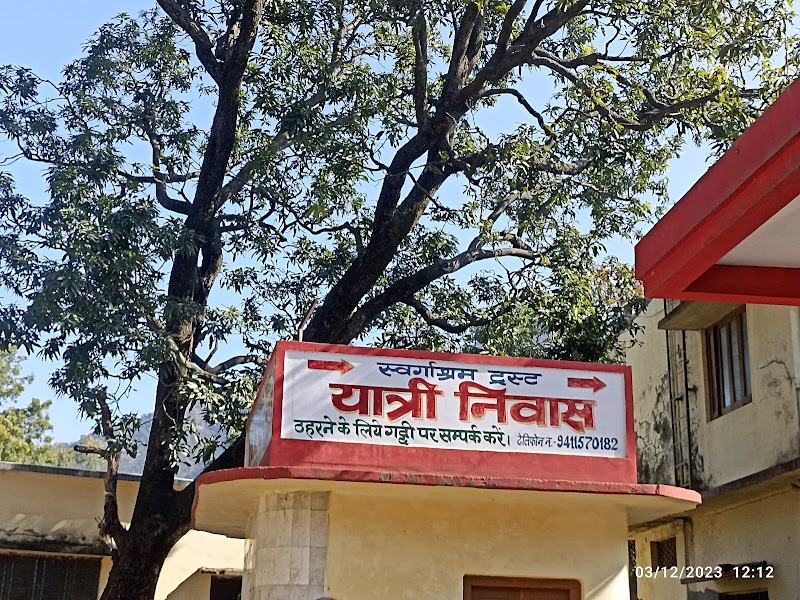 स्वर्गाश्रम ट्रस्ट
यात्री निवास
ठहरने के लिये गद्दी पर सम्पर्क करें। टेलिफोन न.-9411570182
03/12/2023 12:12